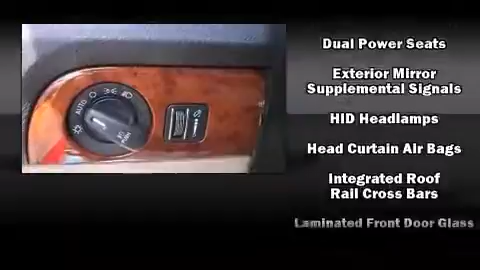 Dual Power Seats
Exterior Mirror
Supplemental Signals
HID Headlamps
Head Curtain Air Bags
Integrated Roof
Rail Cross Bars
Laminated Front Door Glass
AUTO